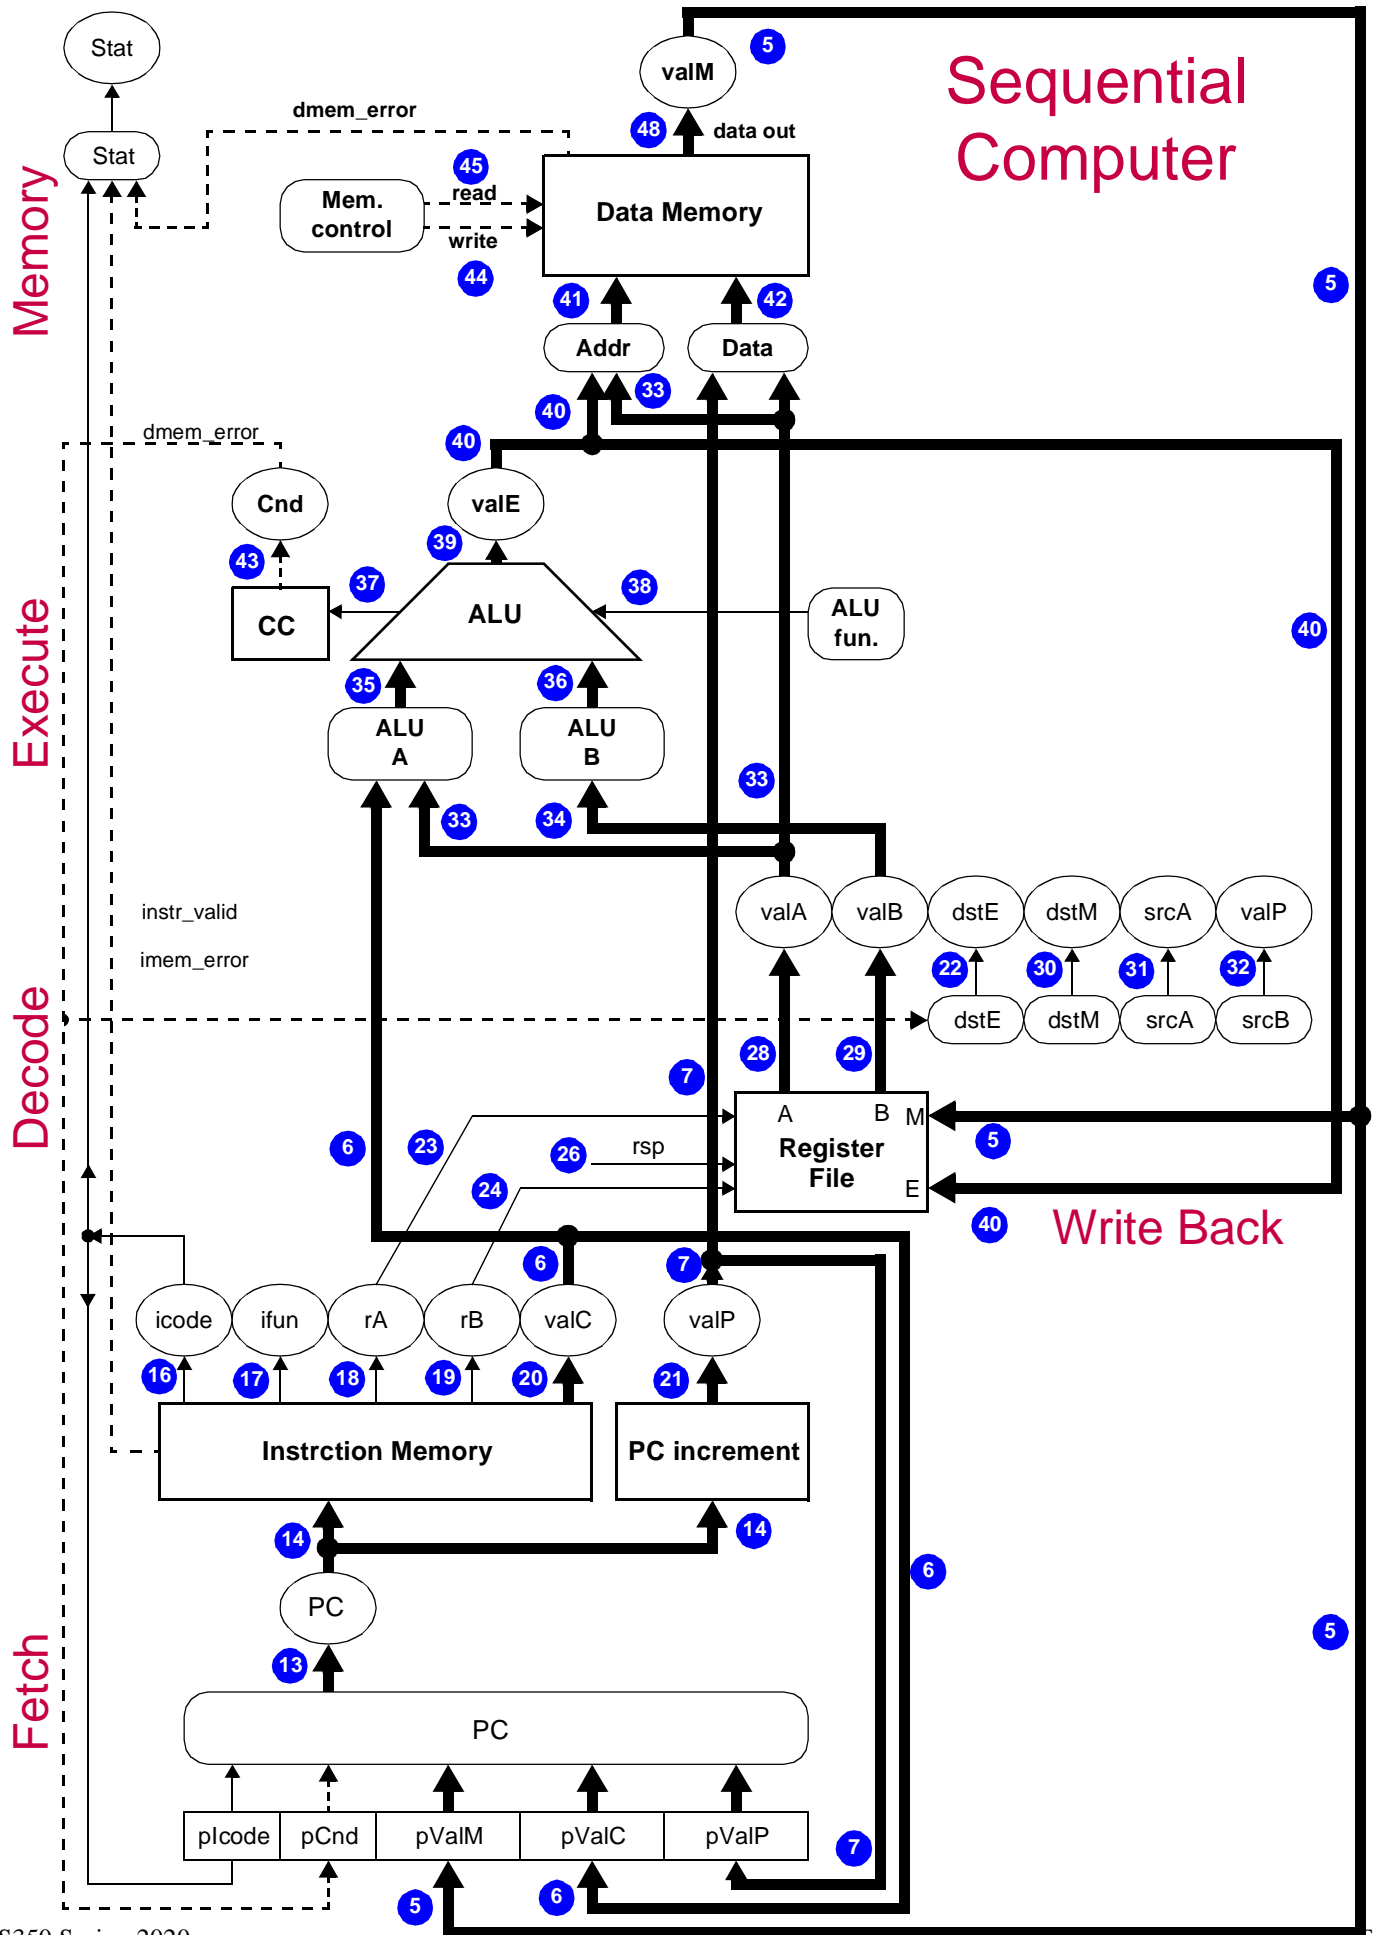 5
Stat
valM
Sequential
Computer
dmem_error
48
data out
Stat
45
read
Mem.
control
Data Memory
write
44
Memory
5
41
42
Addr
Data
33
40
dmem_error
40
Cnd
valE
43
39
37
38
CC
ALU
ALU
fun.
40
Execute
35
36
ALU
A
ALU
B
33
33
34
instr_valid
imem_error
valA
valB
dstE
dstM
srcA
valP
22
30
31
32
dstE
dstM
srcA
srcB
Decode
28
29
7
A
B
M
Register
File
E
5
6
23
26
rsp
24
40
Write Back
6
7
icode
ifun
rA
rB
valC
valP
16
17
18
19
20
21
Instrction Memory
PC increment
14
14
6
PC
5
13
Fetch
PC
pIcode
pCnd
pValM
pValC
pValP
7
5
6